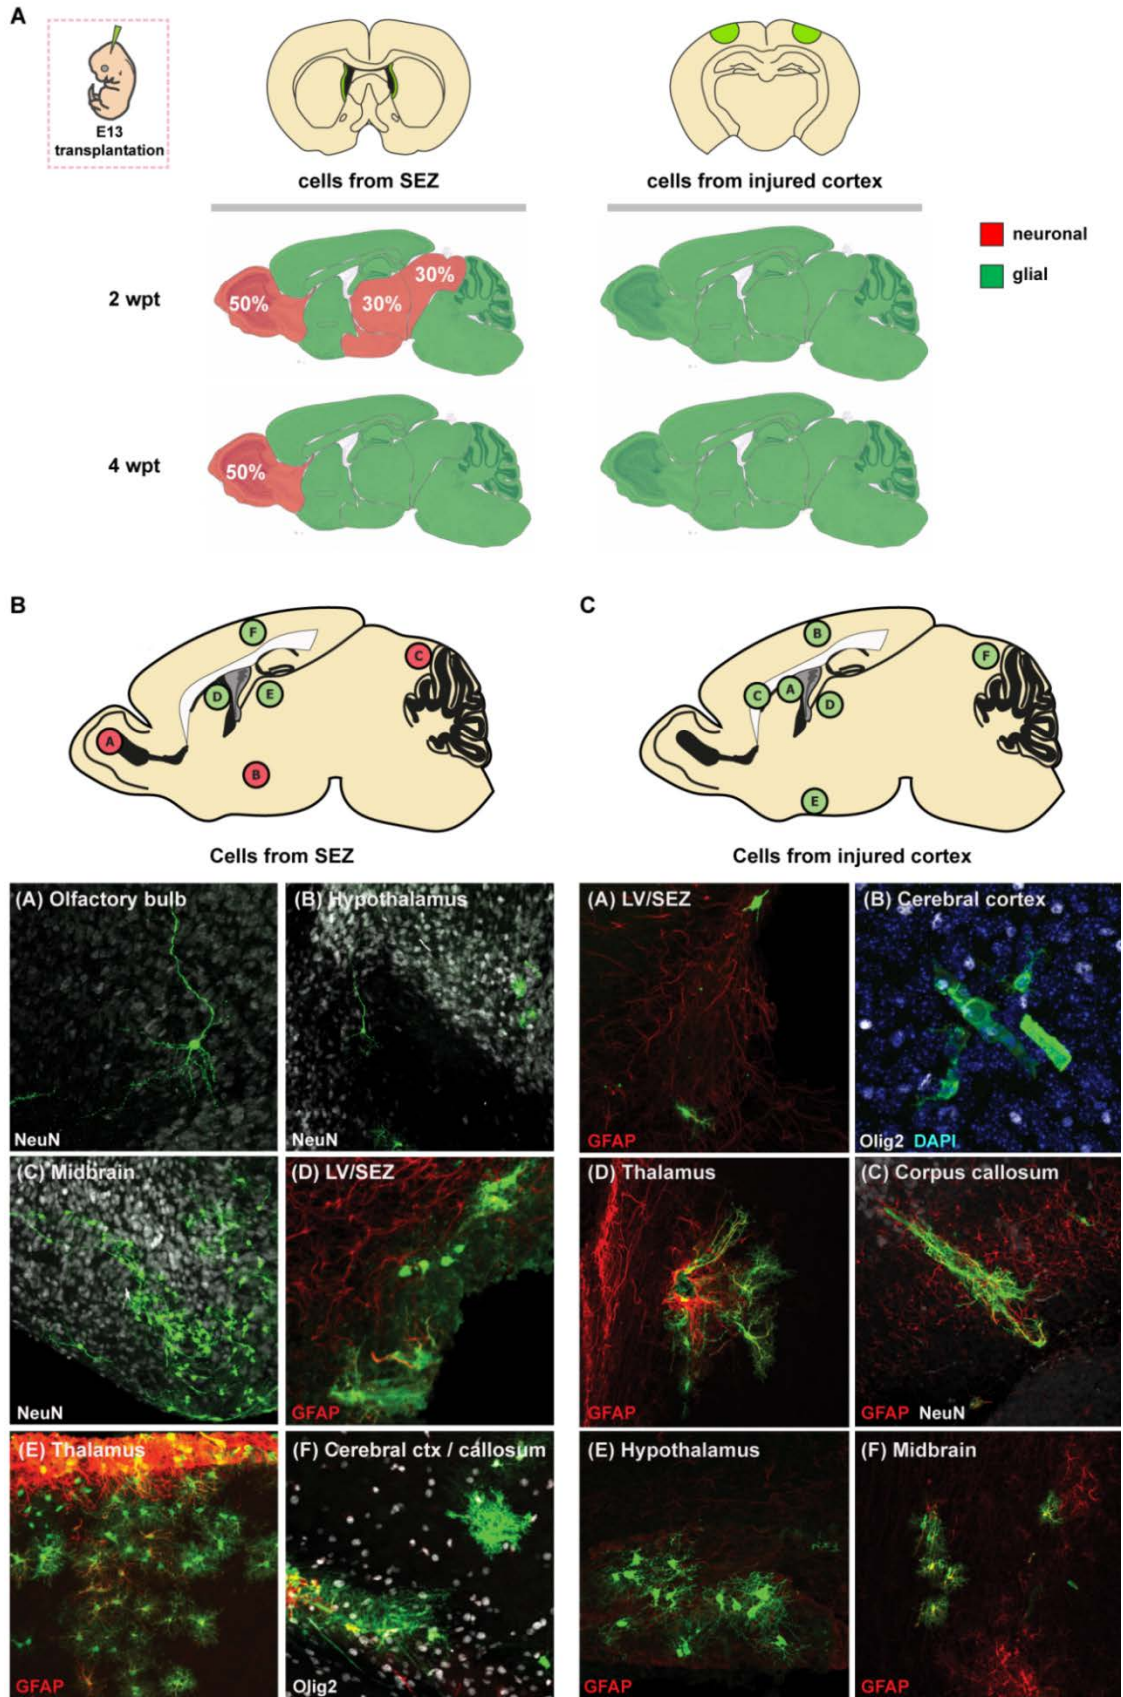 A
E13
transplantation
cells from SEZ
cells from injured cortex
neuronal
glial
2 wpt
50%
30%
30%
4 wpt
50%
B
F
C
D
E
A
B
Cells from SEZ
C
B
F
C
A
D
E
Cells from injured cortex
(A) Olfactory bulb
NeuN
(B) Hypothalamus
NeuN
(A) LV/SEZ
GFAP
(B) Cerebral cortex
Olig2 DAPI
(C) Midbrain
NeuN
(D) LV/SEZ
GFAP
(D) Thalamus
GFAP
(C) Corpus callosum
GFAP NeuN
(E) Thalamus
GFAP
(F) Cerebral ctx / callosum
Olig2
(E) Hypothalamus
GFAP
(F) Midbrain
GFAP